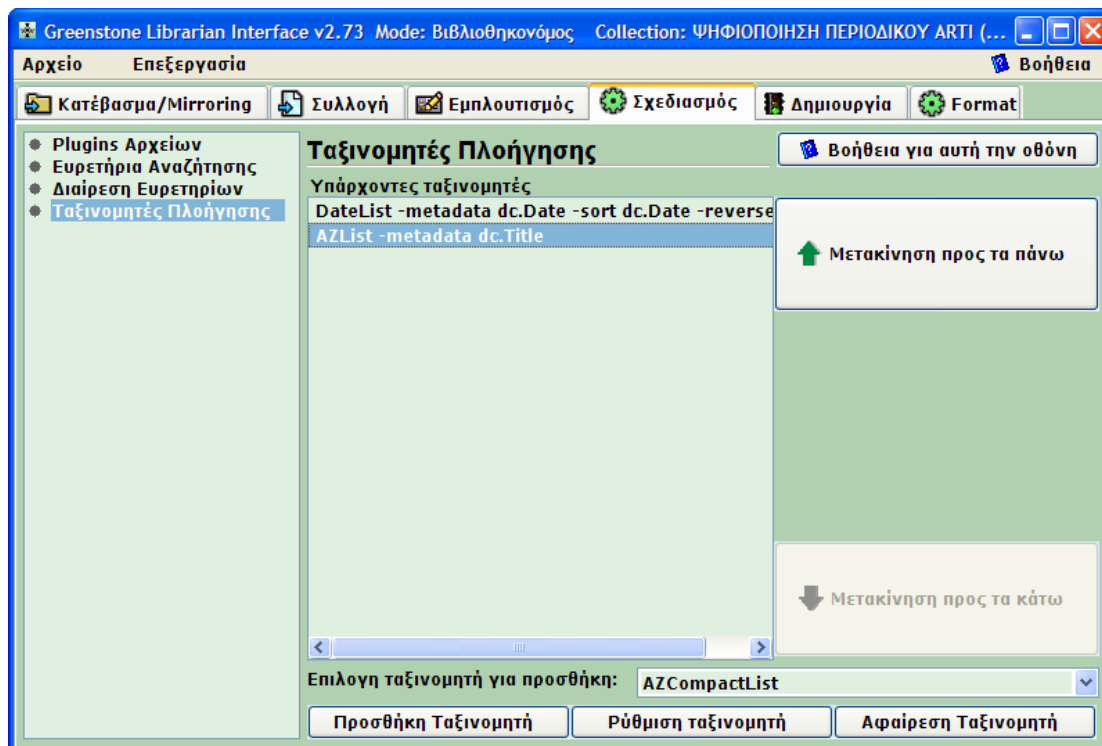 Greenstone Librarian Interface v2.73 Mode: Βιβλιοθηκονόμος Collection: ΨΗΦΙΟΠΟΙΗΣΗ ΠΕΡΙΟΔΙΚΟΥ ARTI (...
Αρχείο Επεξεργασία Βοήθεια
Κατέβασμα/Mirroring Συλλογή Εμπλουτισμός Σχεδιασμός Δημιουργία Format
Plugins Αρχείων
Ευρετήρια Αναζήτησης
Διαίρεση Ευρετηρίων
Ταξινομητές Πλοήγησης
Ταξινομητές Πλοήγησης Βοήθεια για αυτή την οθόνη
Υπάρχοντες ταξινομητές
DateList -metadata dc.Date -sort dc.Date -reverse
AZList -metadata dc.Title
Μετακίνηση προς τα πάνω
Μετακίνηση προς τα κάτω
Επιλογη ταξινομητή για προσθήκη: AZCompactList
Προσθήκη Ταξινομητή Ρύθμιση ταξινομητή Αφαίρεση Ταξινομητή